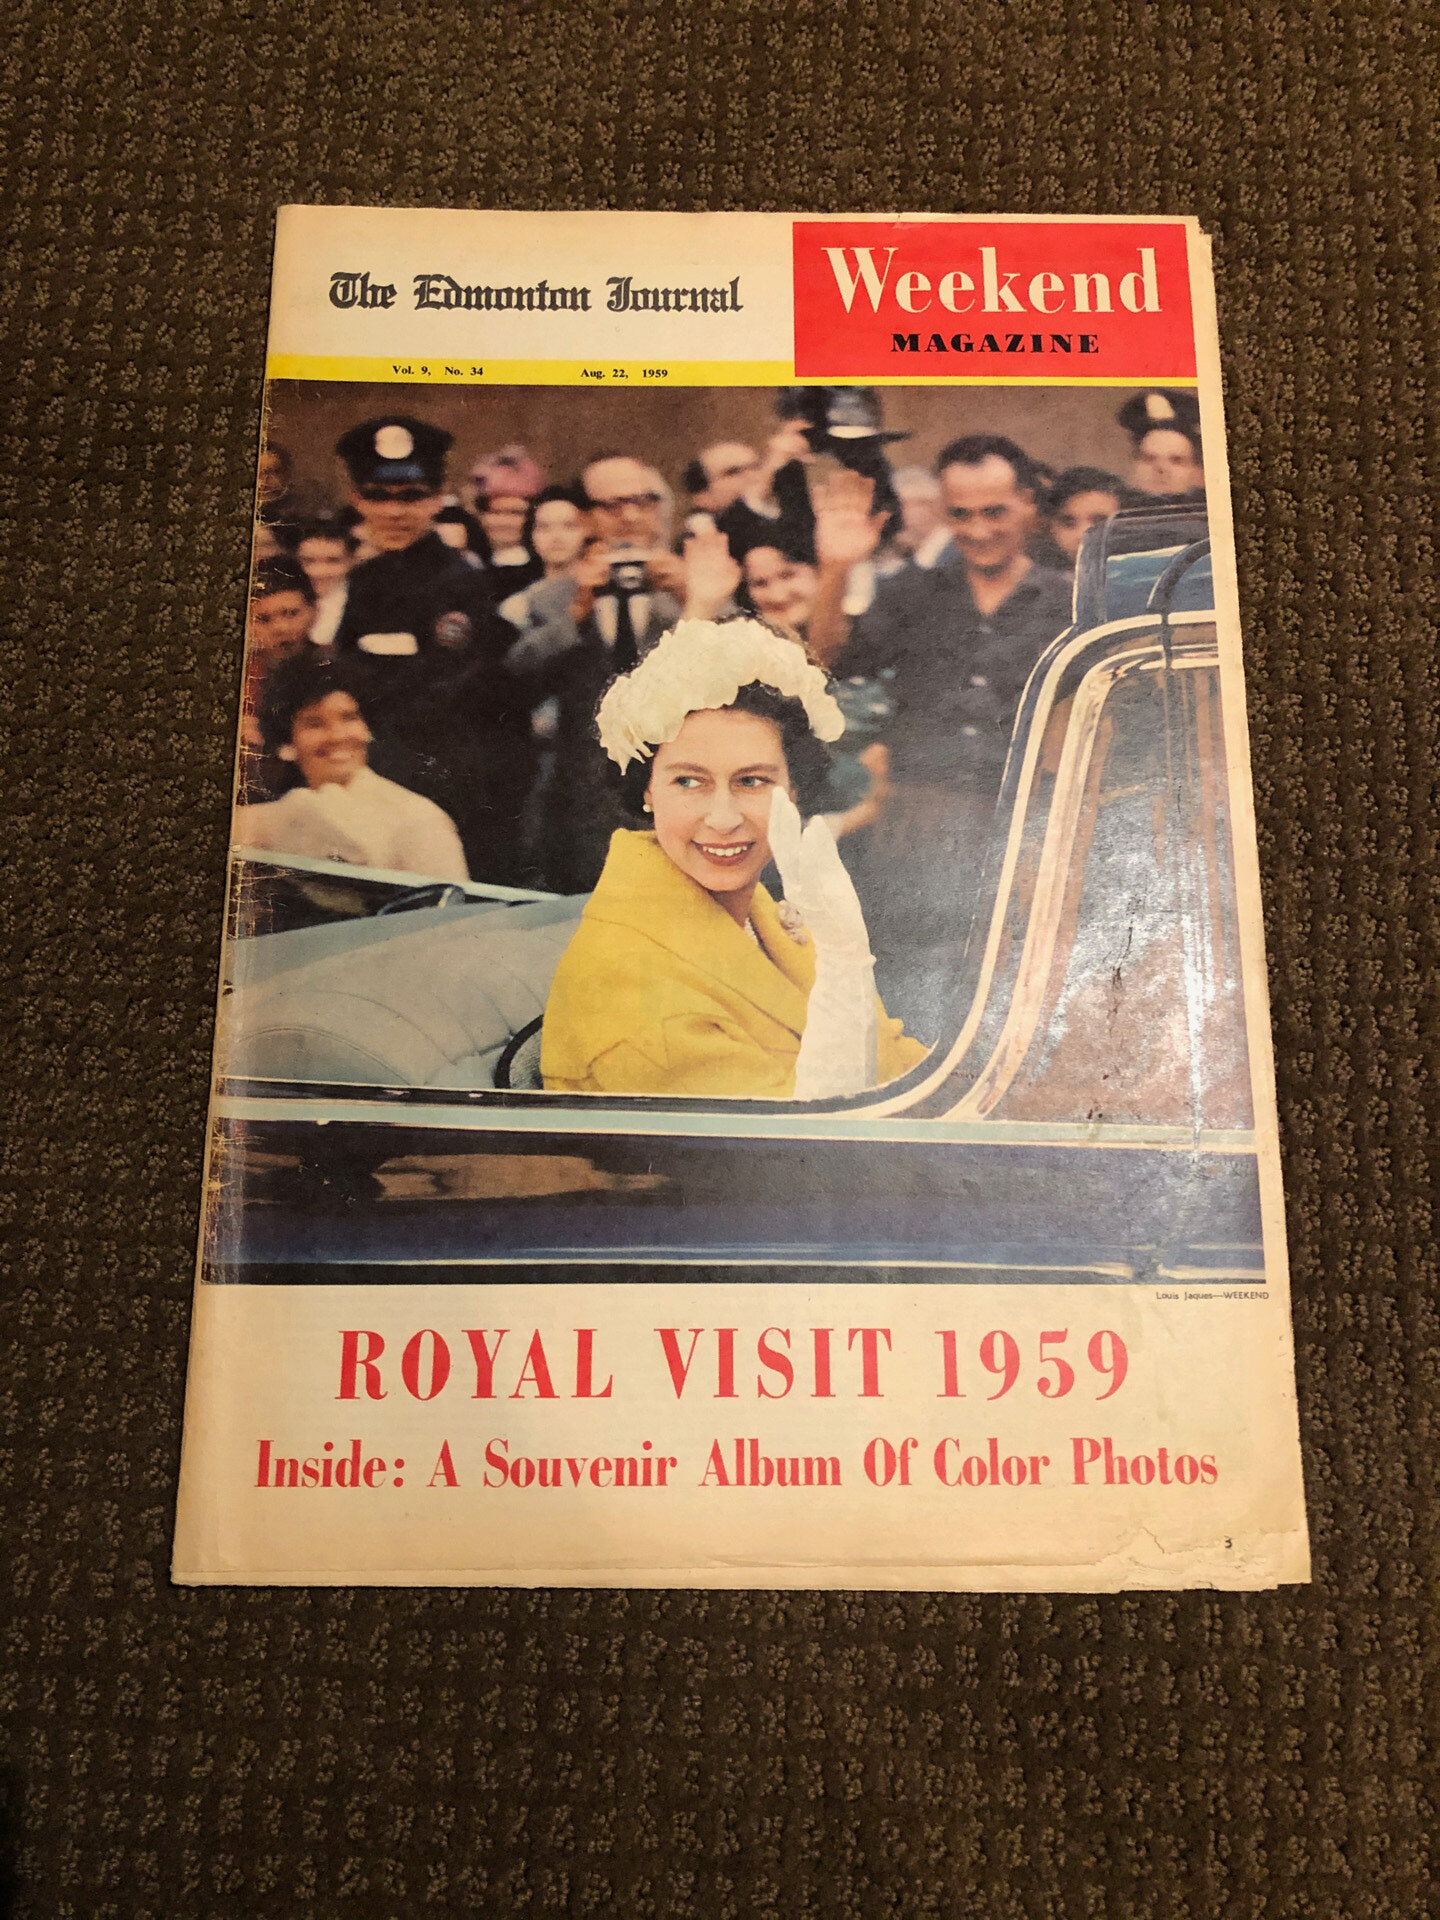 The Edmonton Journal
Weekend
MAGAZINE
Vol. 9, No. 34 Aug. 22, 1959
Louis Jaques—WEEKEND
ROYAL VISIT 1959
Inside: A Souvenir Album Of Color Photos
3